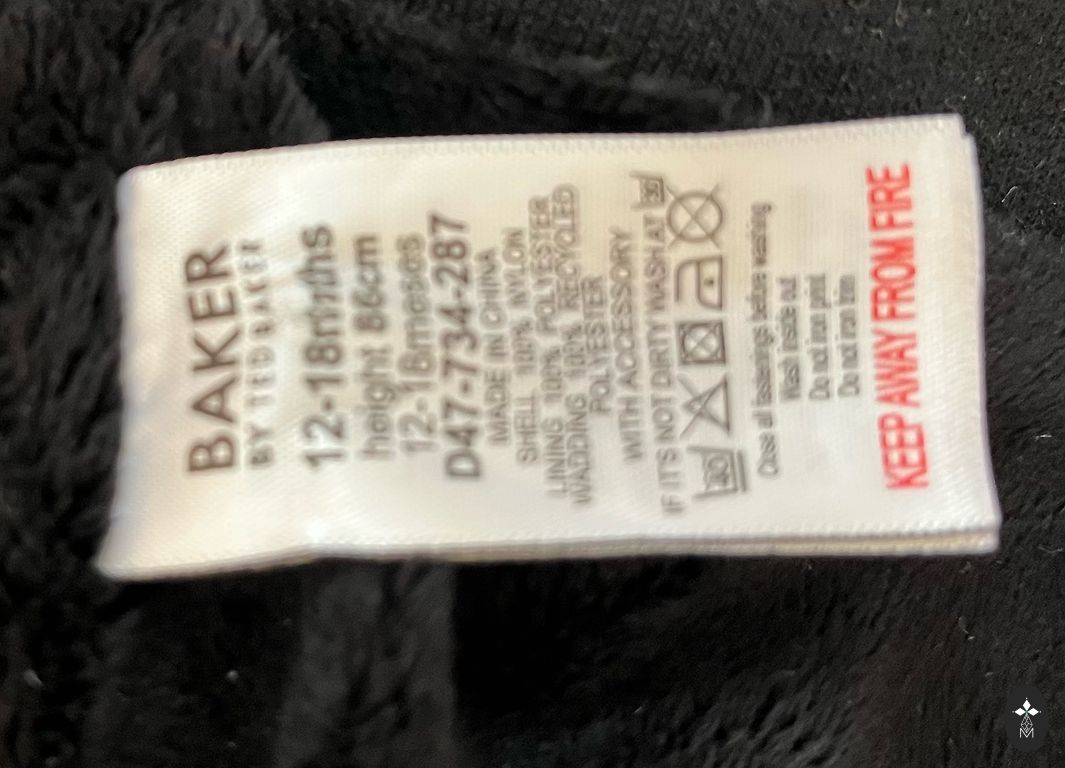 BAKER
BY TED BAKER
12-18mths
height 86cm
12-18meses
D47-734-287
MADE IN CHINA
SHELL 100% NYLON
LINING 100% POLYESTER
WADDING 100% RECYCLED
POLYESTER
WITH ACCESSORY
IF IT'S NOT DIRTY WASH AT 30
40
Close all fastenings before washing
Wash inside out
Do not iron print
Do not iron trim
KEEP AWAY FROM FIRE
M